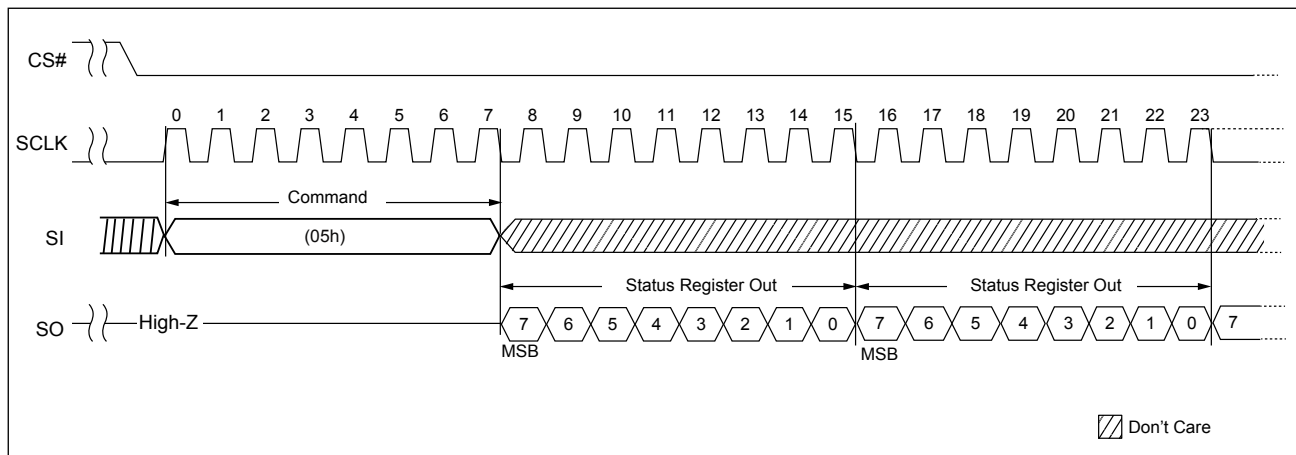 CS#
0 1 2 3 4 5 6 7 8 9 10 11 12 13 14 15 16 17 18 19 20 21 22 23
SCLK
Command
SI (05h)
Status Register Out Status Register Out
SO High-Z 7 6 5 4 3 2 1 0 7 6 5 4 3 2 1 0 7
MSB MSB
Don't Care